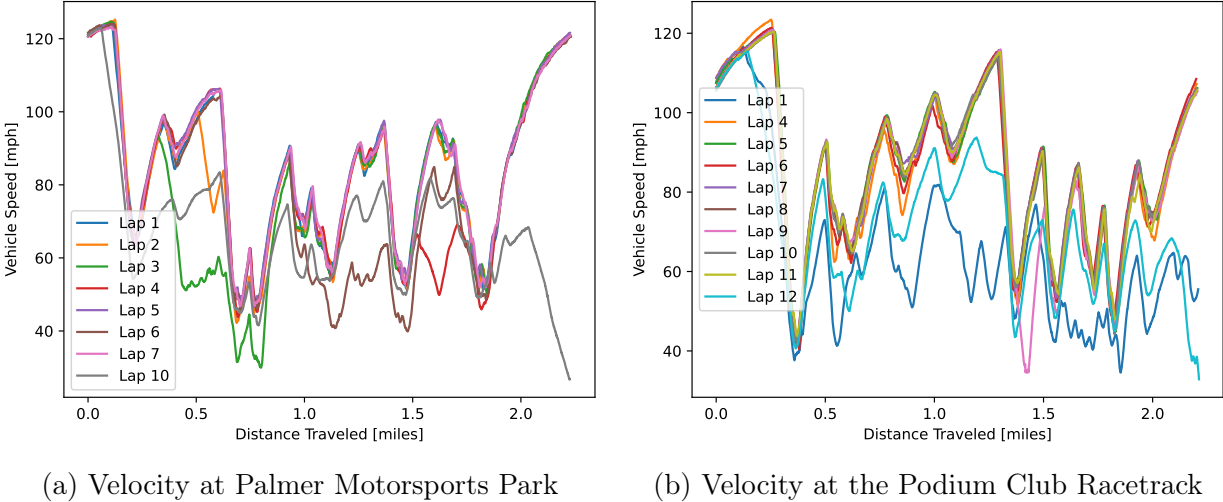 120
100
80
60
40
Vehicle Speed [mph]
Lap 1
Lap 2
Lap 3
Lap 4
Lap 5
Lap 6
Lap 7
Lap 10
0.0 0.5 1.0 1.5 2.0
Distance Traveled [miles]
(a) Velocity at Palmer Motorsports Park
120
100
80
60
40
Vehicle Speed [mph]
Lap 1
Lap 4
Lap 5
Lap 6
Lap 7
Lap 8
Lap 9
Lap 10
Lap 11
Lap 12
0.0 0.5 1.0 1.5 2.0
Distance Traveled [miles]
(b) Velocity at the Podium Club Racetrack